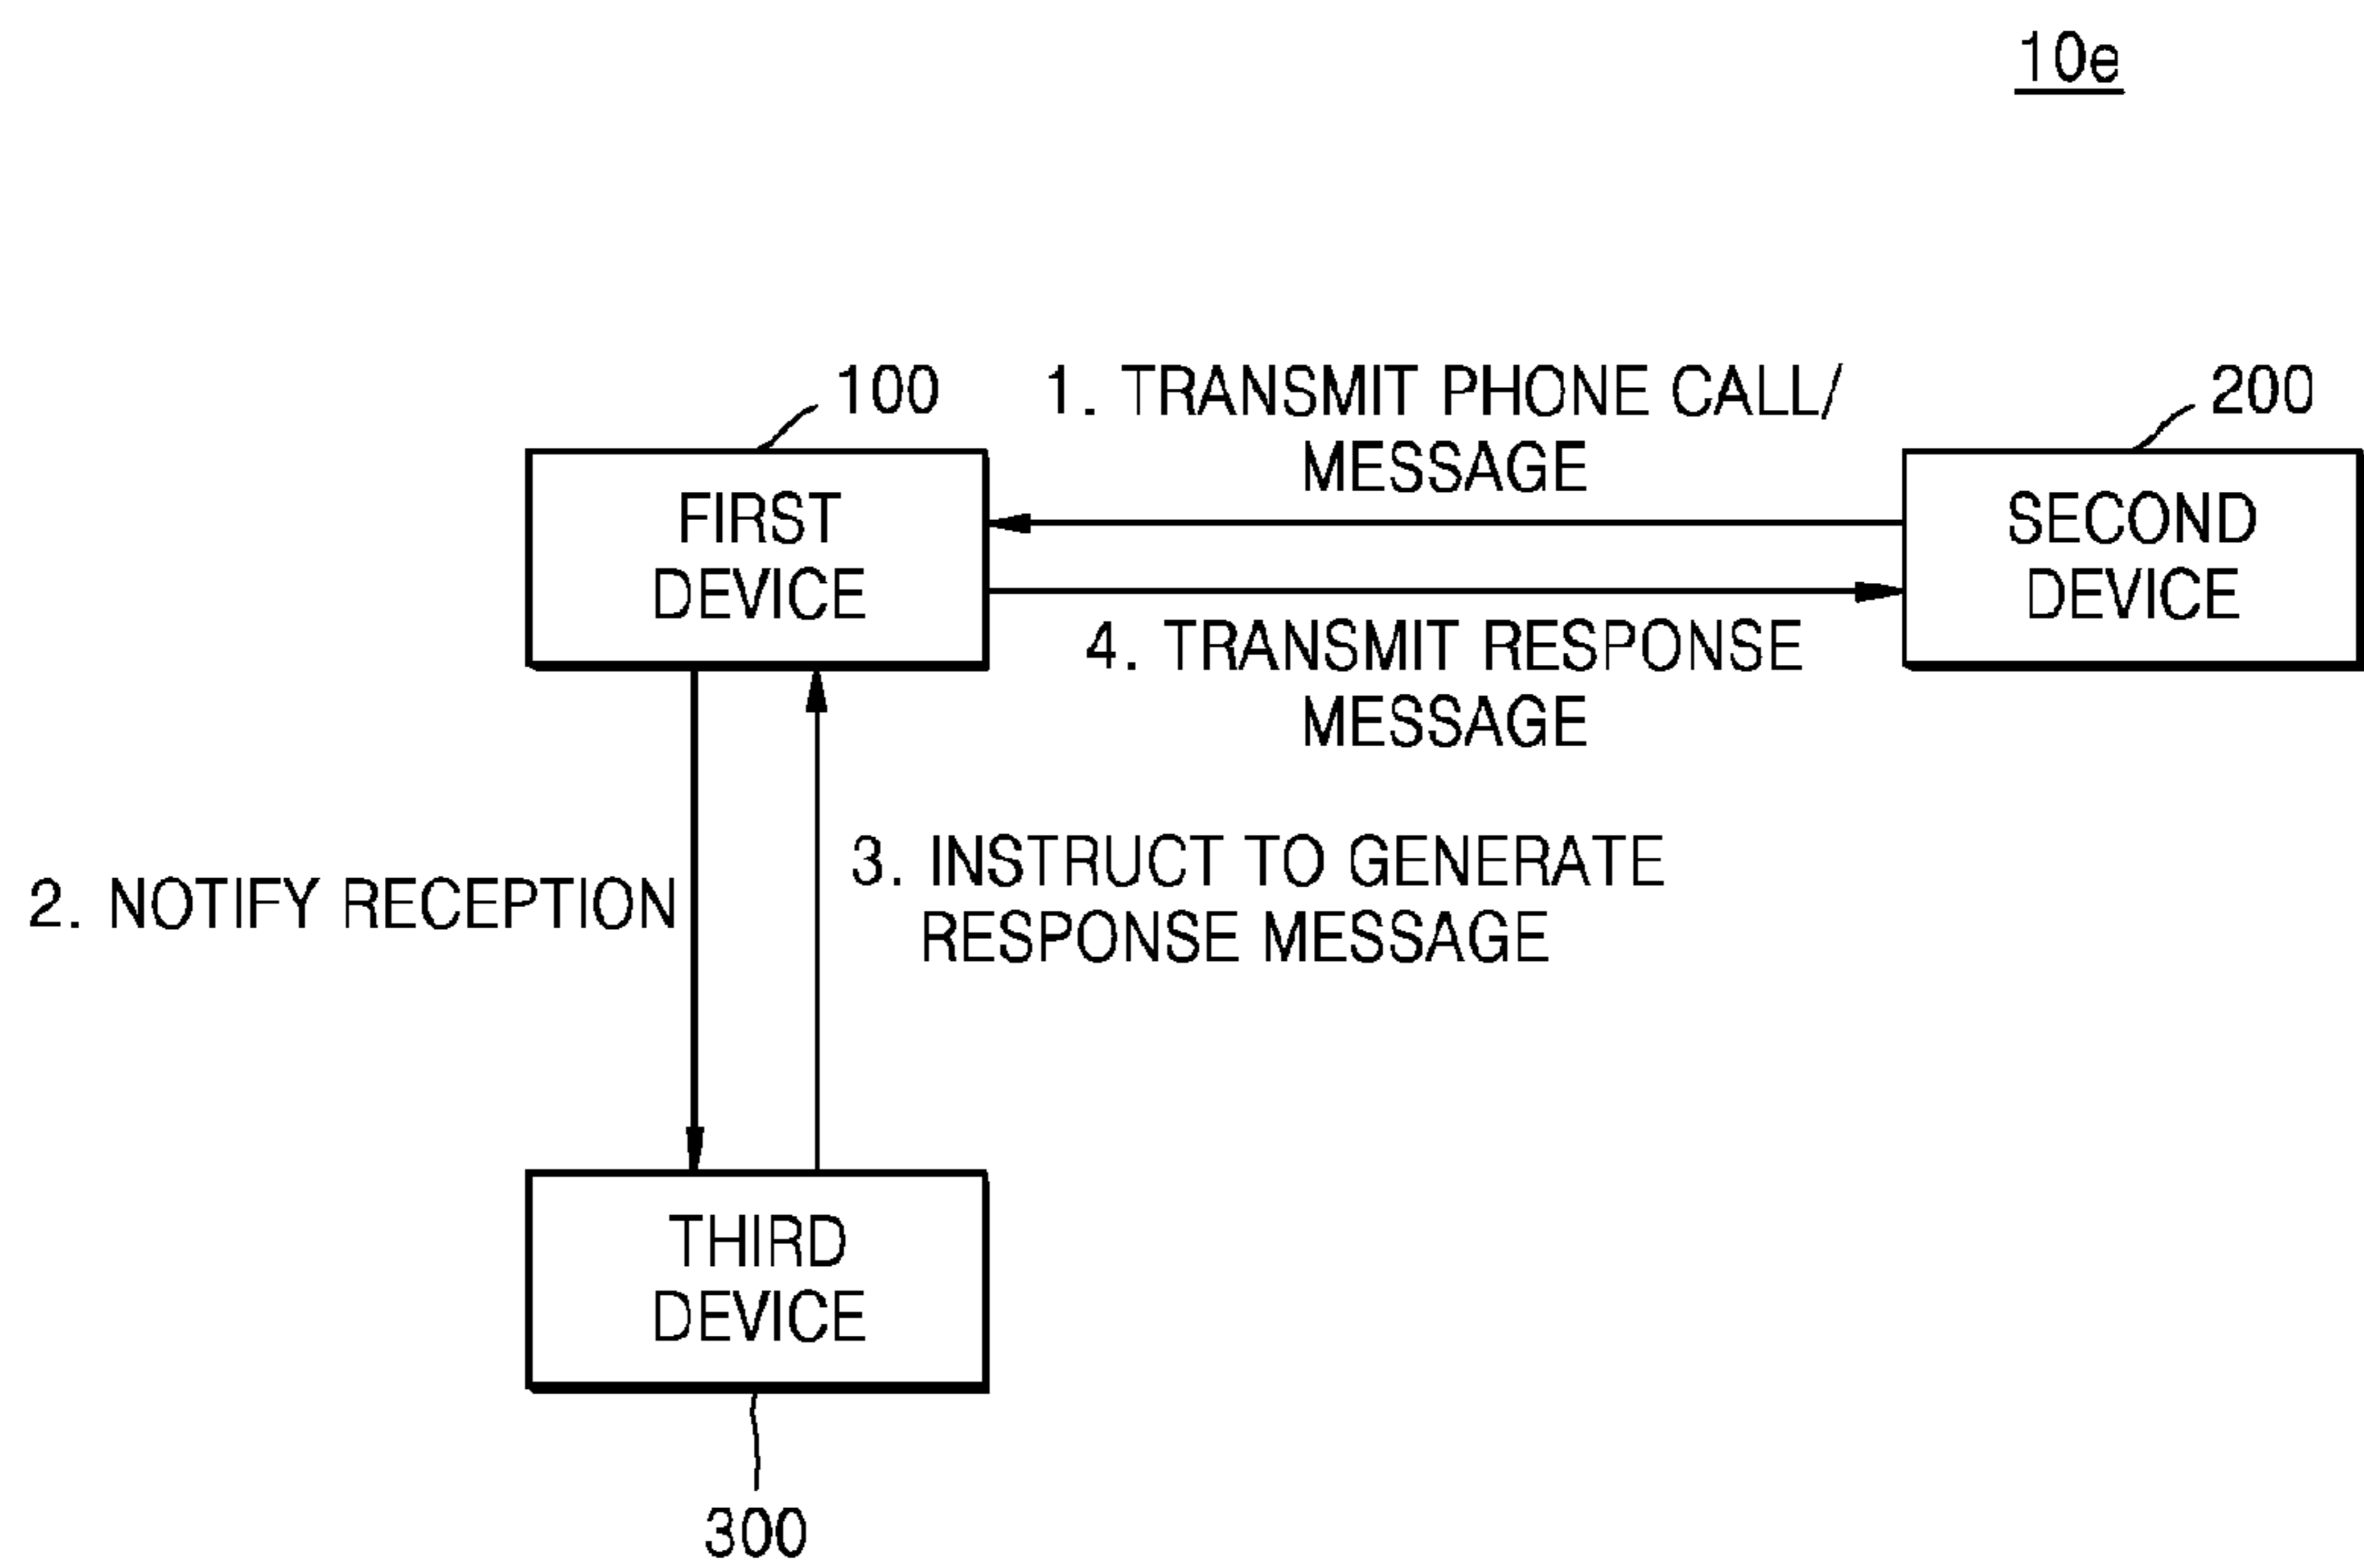 10e
100
1. TRANSMIT PHONE CALL/
MESSAGE
200
FIRST
DEVICE
SECOND
DEVICE
4. TRANSMIT RESPONSE
MESSAGE
2. NOTIFY RECEPTION
3. INSTRUCT TO GENERATE
RESPONSE MESSAGE
THIRD
DEVICE
300